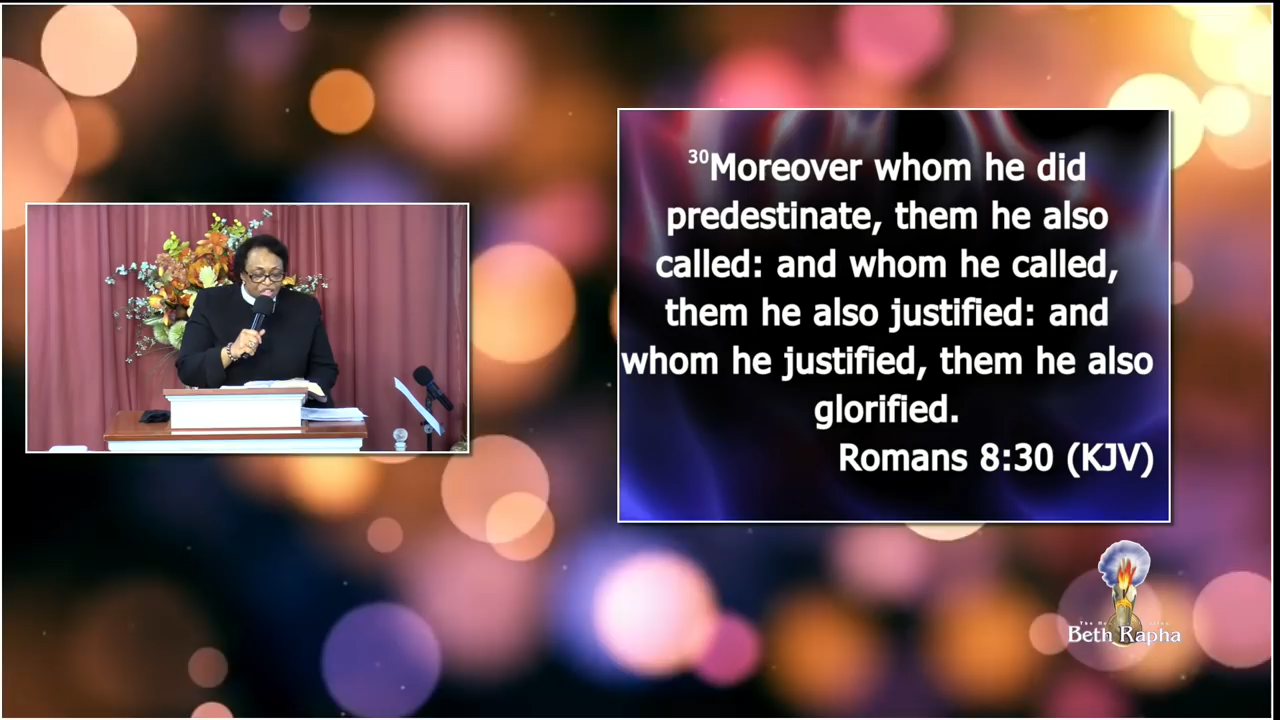 ³⁰Moreover whom he did
predestinate, them he also
called: and whom he called,
them he also justified: and
whom he justified, them he also
glorified.
Romans 8:30 (KJV)
Beth Rapha